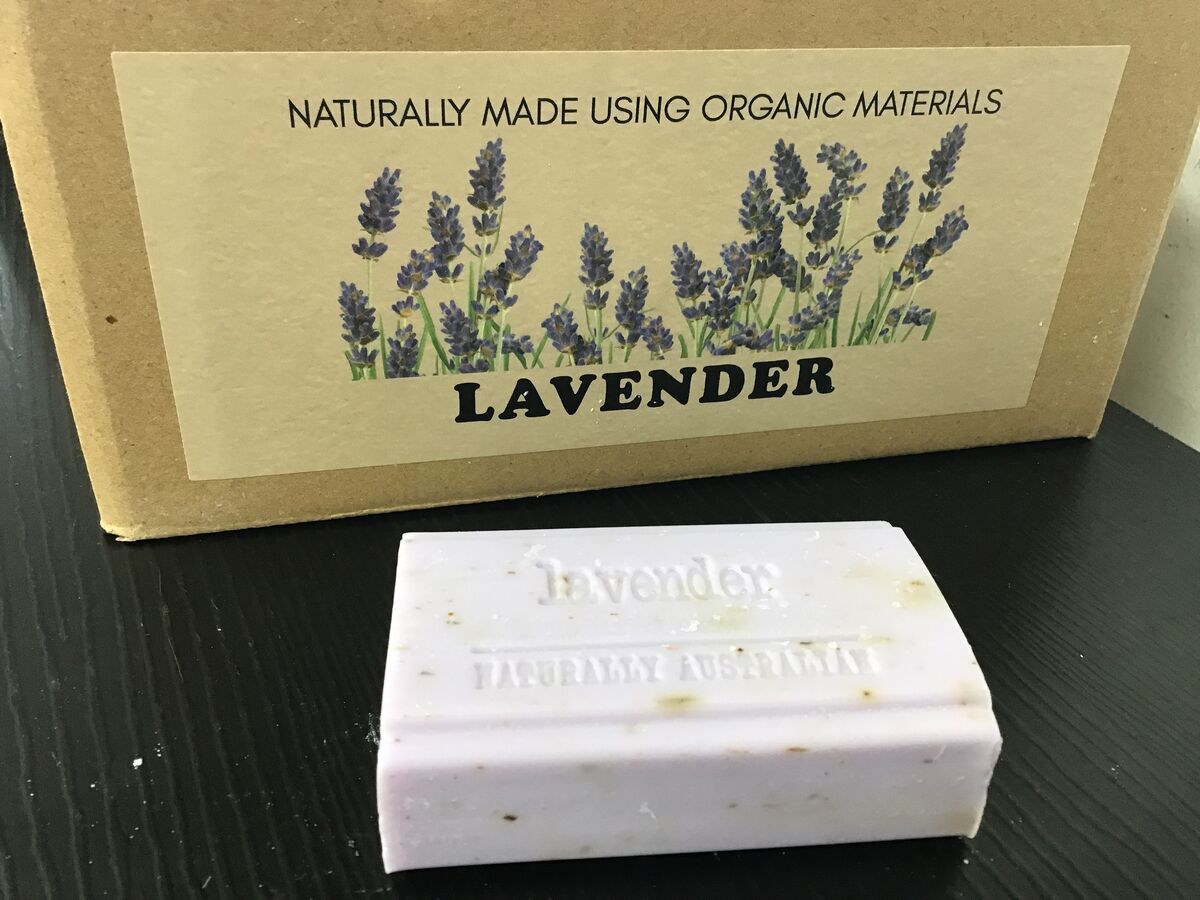 NATURALLY MADE USING ORGANIC MATERIALS
LAVENDER
lavender
NATURALLY AUSTRALIAN